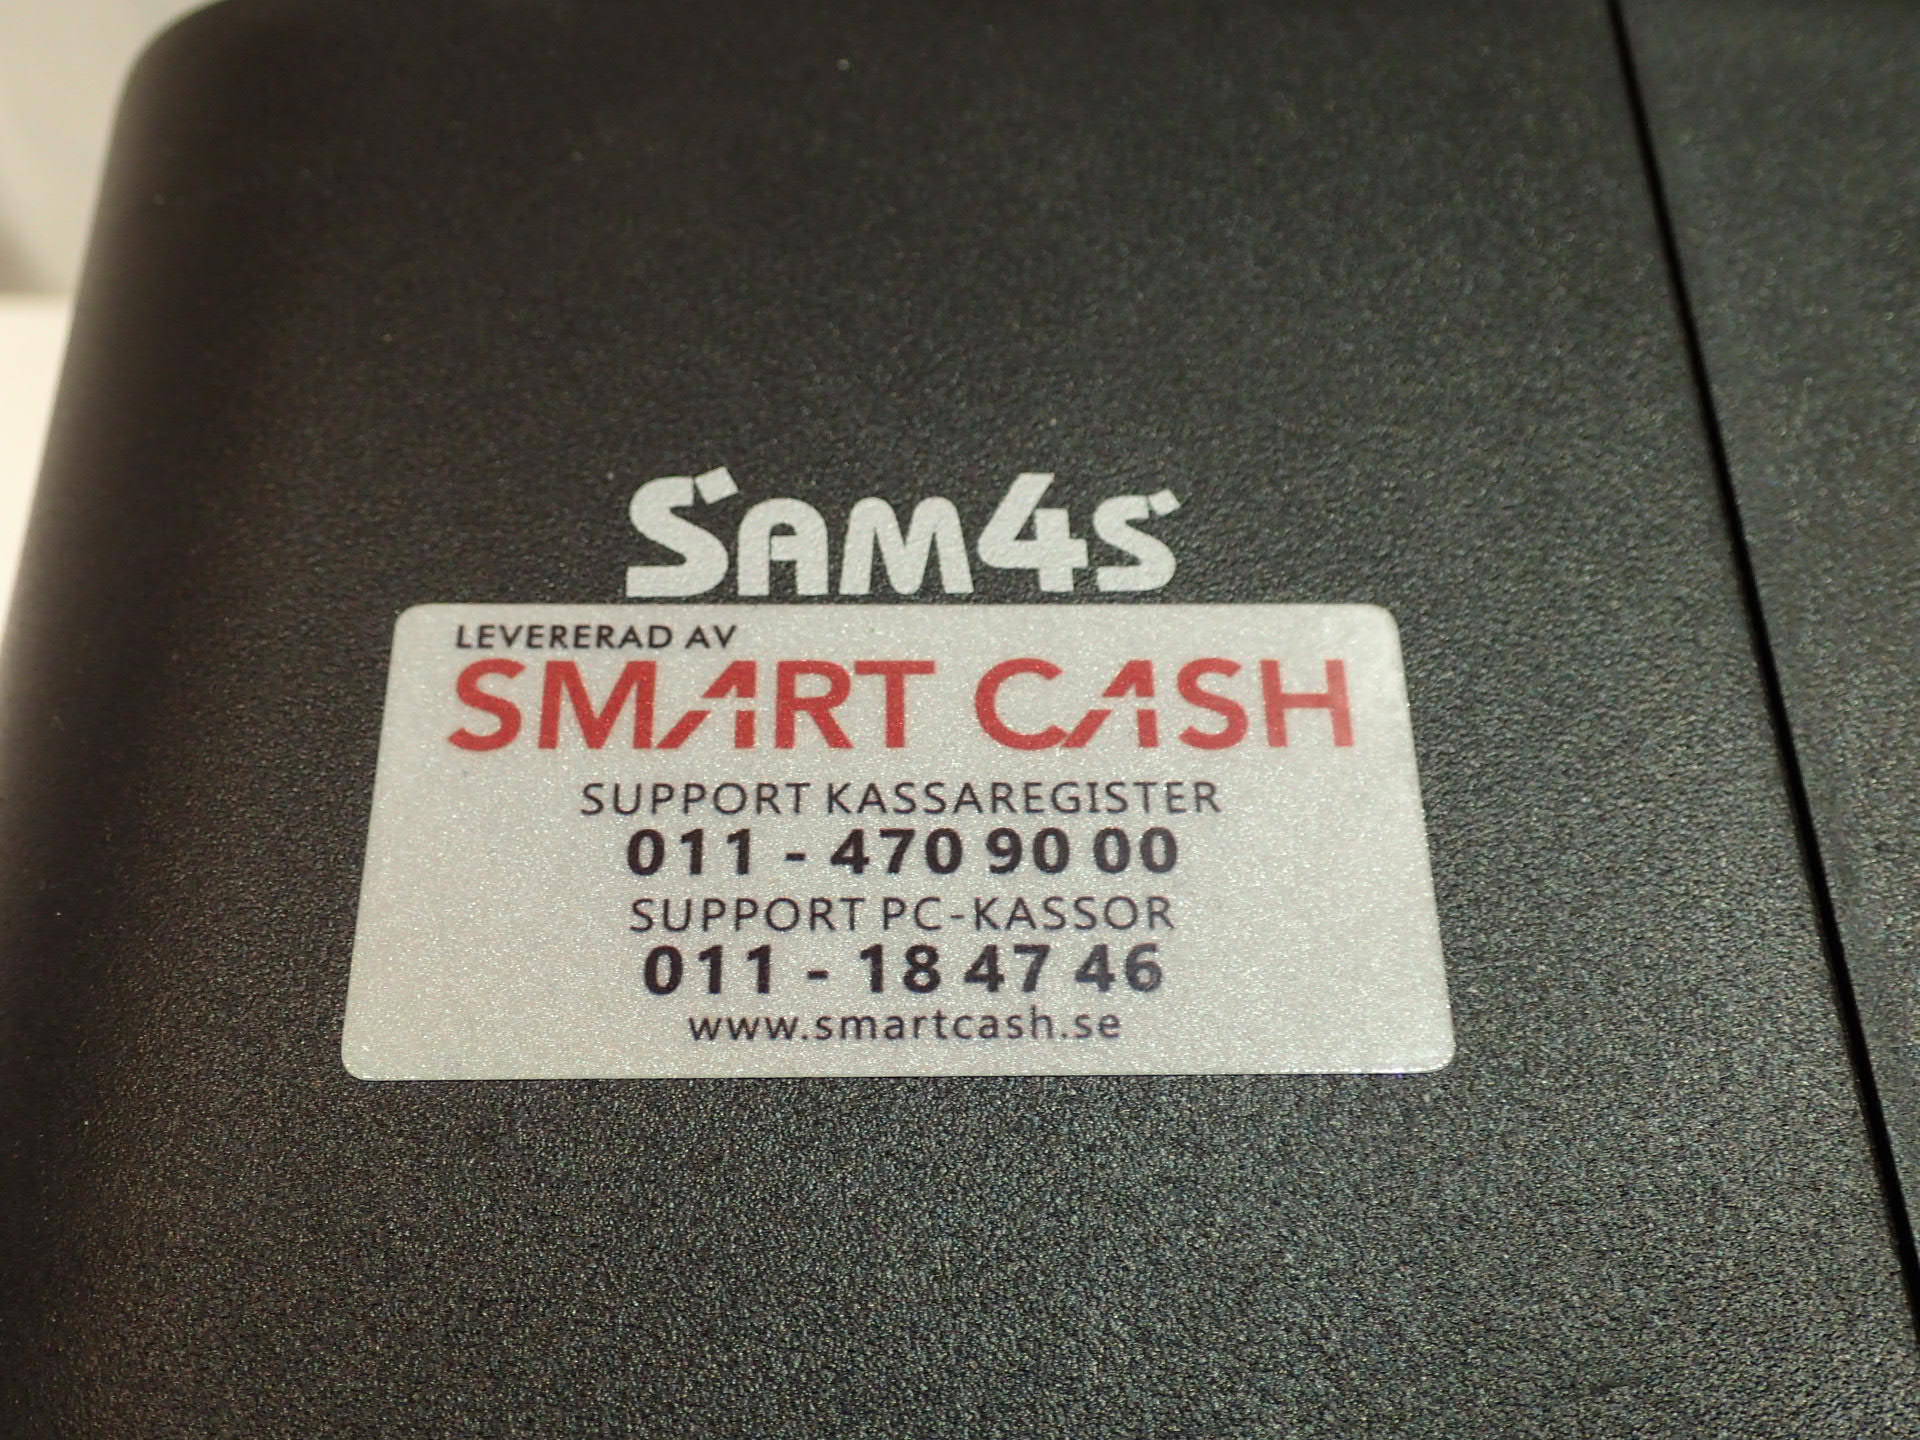 SAM4S
LEVERERAD AV
SMART CASH
SUPPORT KASSAREGISTER
011 - 470 90 00
SUPPORT PC-KASSOR
011 - 18 47 46
www.smartcash.se